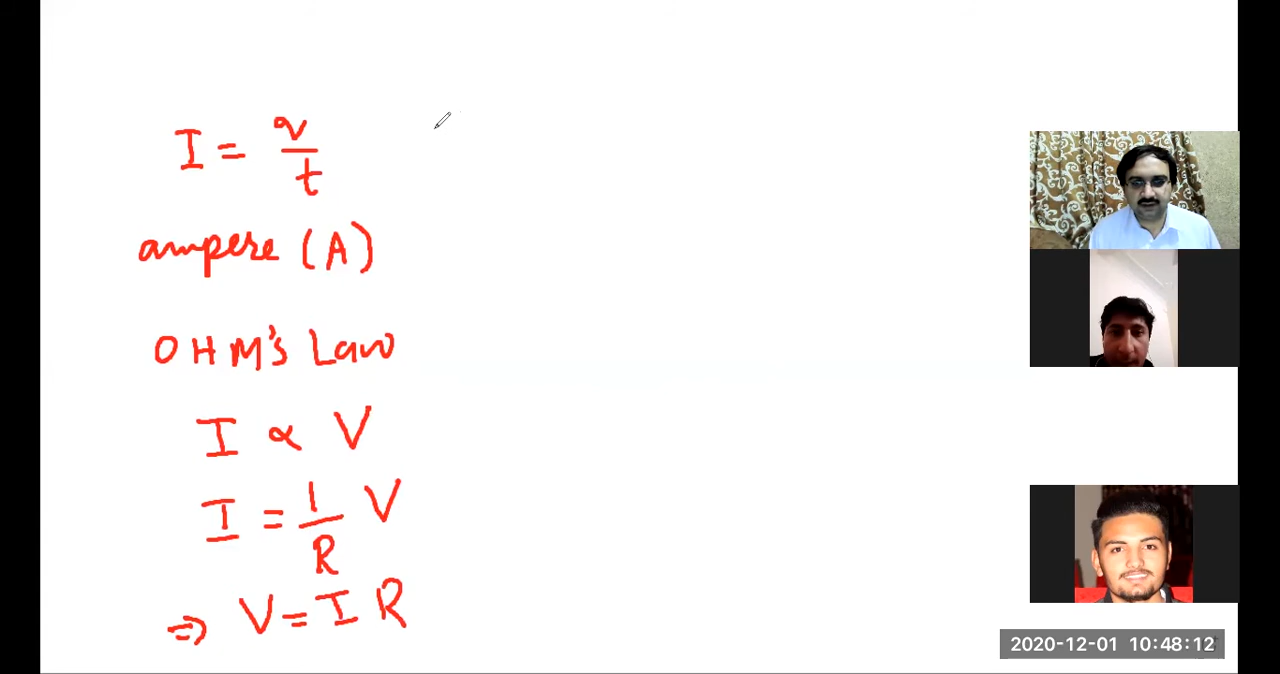 I = q/t
ampere (A)
OHM's Law
I ∝ V
I = 1/R V
⇒ V = I R
2020-12-01 10:48:12